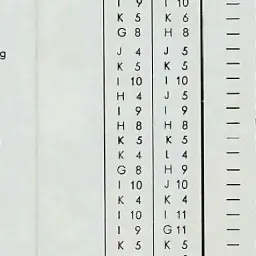 I 9 I 10 —
K 5 K 6 —
G 8 H 8 —
g J 4 J 5 —
K 5 K 5 —
I 10 I 10 —
H 4 J 5 —
I 9 I 9 —
H 8 H 8 —
K 5 K 5 —
K 4 L 4 —
G 8 H 9 —
I 10 J 10 —
K 4 K 4 —
I 10 I 11 —
I 9 G 11 —
K 5 K 5 —